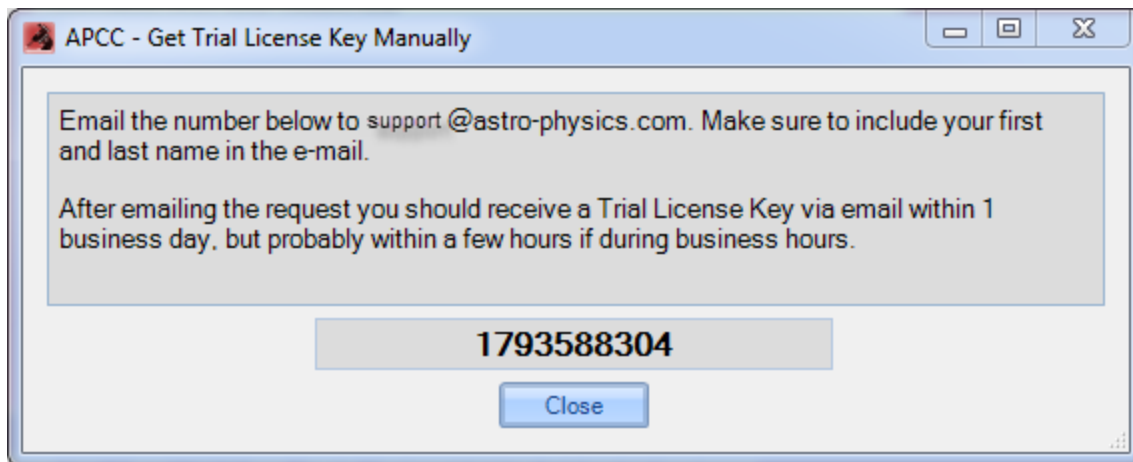 APCC - Get Trial License Key Manually
Email the number below to support@astro-physics.com. Make sure to include your first
and last name in the e-mail.
After emailing the request you should receive a Trial License Key via email within 1
business day, but probably within a few hours if during business hours.
1793588304
Close